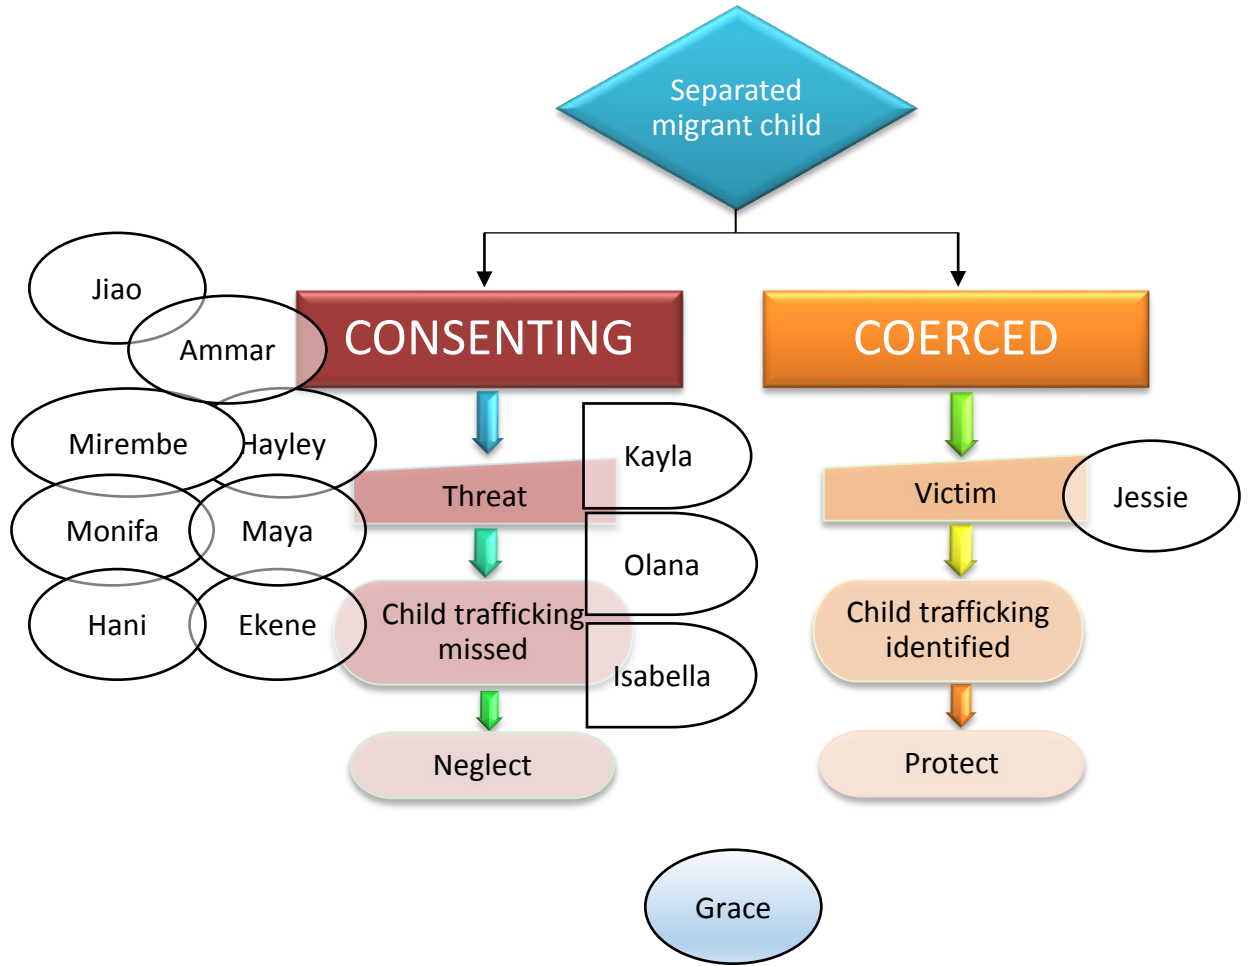 Separated
migrant child
CONSENTING
COERCED
Jiao
Ammar
Mirembe
Hayley
Monifa
Maya
Hani
Ekene
Threat
Kayla
Olana
Child trafficking
missed
Isabella
Neglect
Victim
Jessie
Child trafficking
identified
Protect
Grace